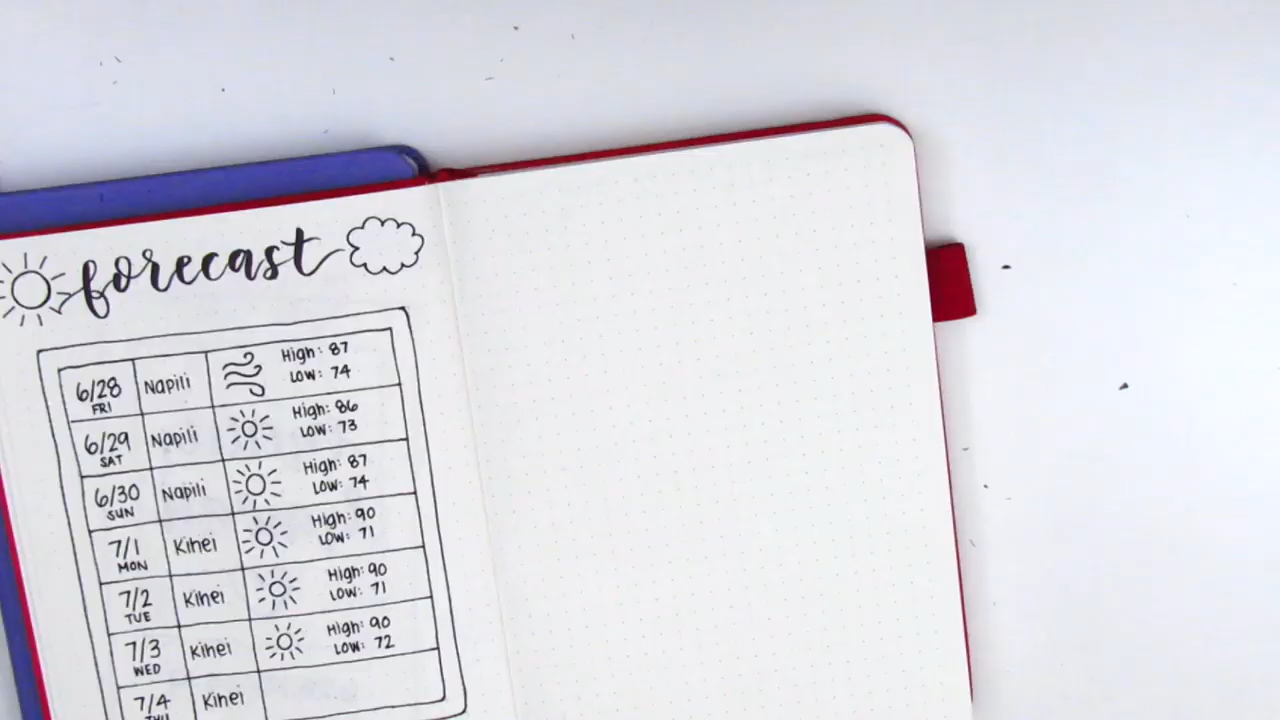 forecast
6/28 Napili High: 87
FRI Low: 74
6/29 Napili High: 86
SAT Low: 73
6/30 Napili High: 87
SUN Low: 74
7/1 Kihei High: 90
MON Low: 71
7/2 Kihei High: 90
TUE Low: 71
7/3 Kihei High: 90
WED Low: 72
7/4 Kihei
THU